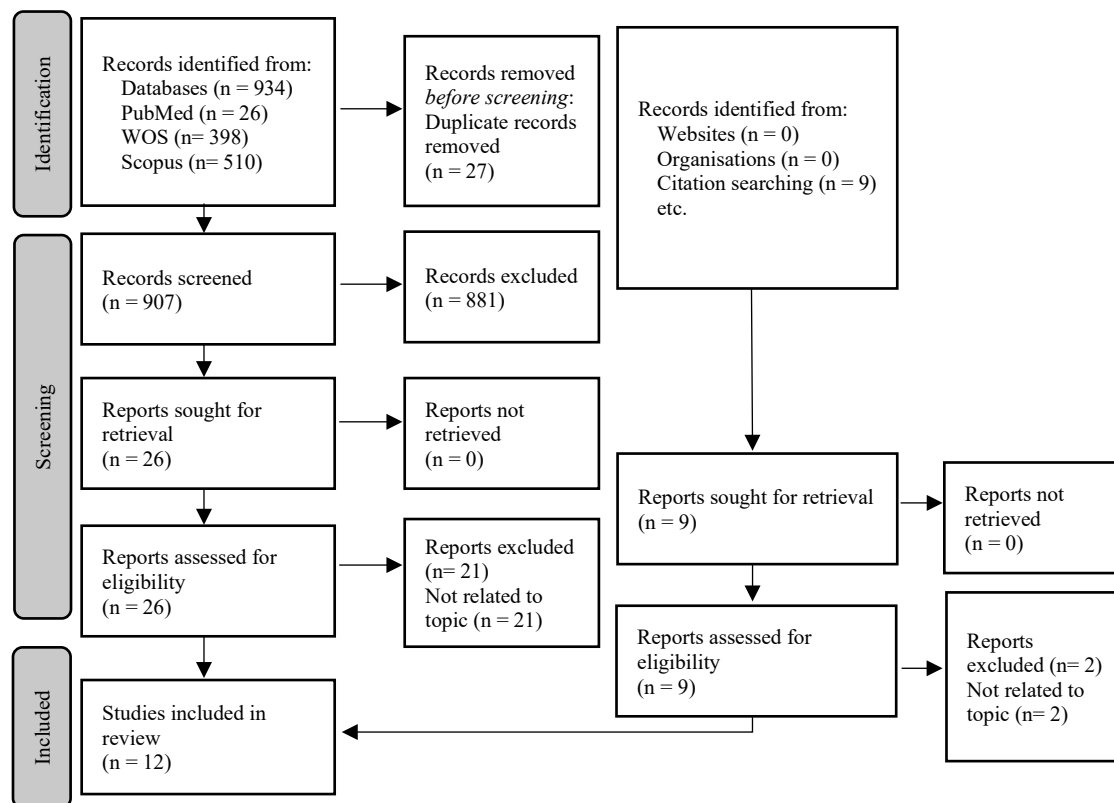 Identification
Records identified from:
Databases (n = 934)
PubMed (n = 26)
WOS (n= 398)
Scopus (n= 510)
Records removed
before screening:
Duplicate records
removed
(n = 27)
Records identified from:
Websites (n = 0)
Organisations (n = 0)
Citation searching (n = 9)
etc.
Screening
Records screened
(n = 907)
Records excluded
(n = 881)
Reports sought for
retrieval
(n = 26)
Reports not
retrieved
(n = 0)
Reports sought for retrieval
(n = 9)
Reports not
retrieved
(n = 0)
Reports assessed for
eligibility
(n = 26)
Reports excluded
(n= 21)
Not related to
topic (n = 21)
Reports assessed for
eligibility
(n = 9)
Reports
excluded (n= 2)
Not related to
topic (n= 2)
Included
Studies included in
review
(n = 12)